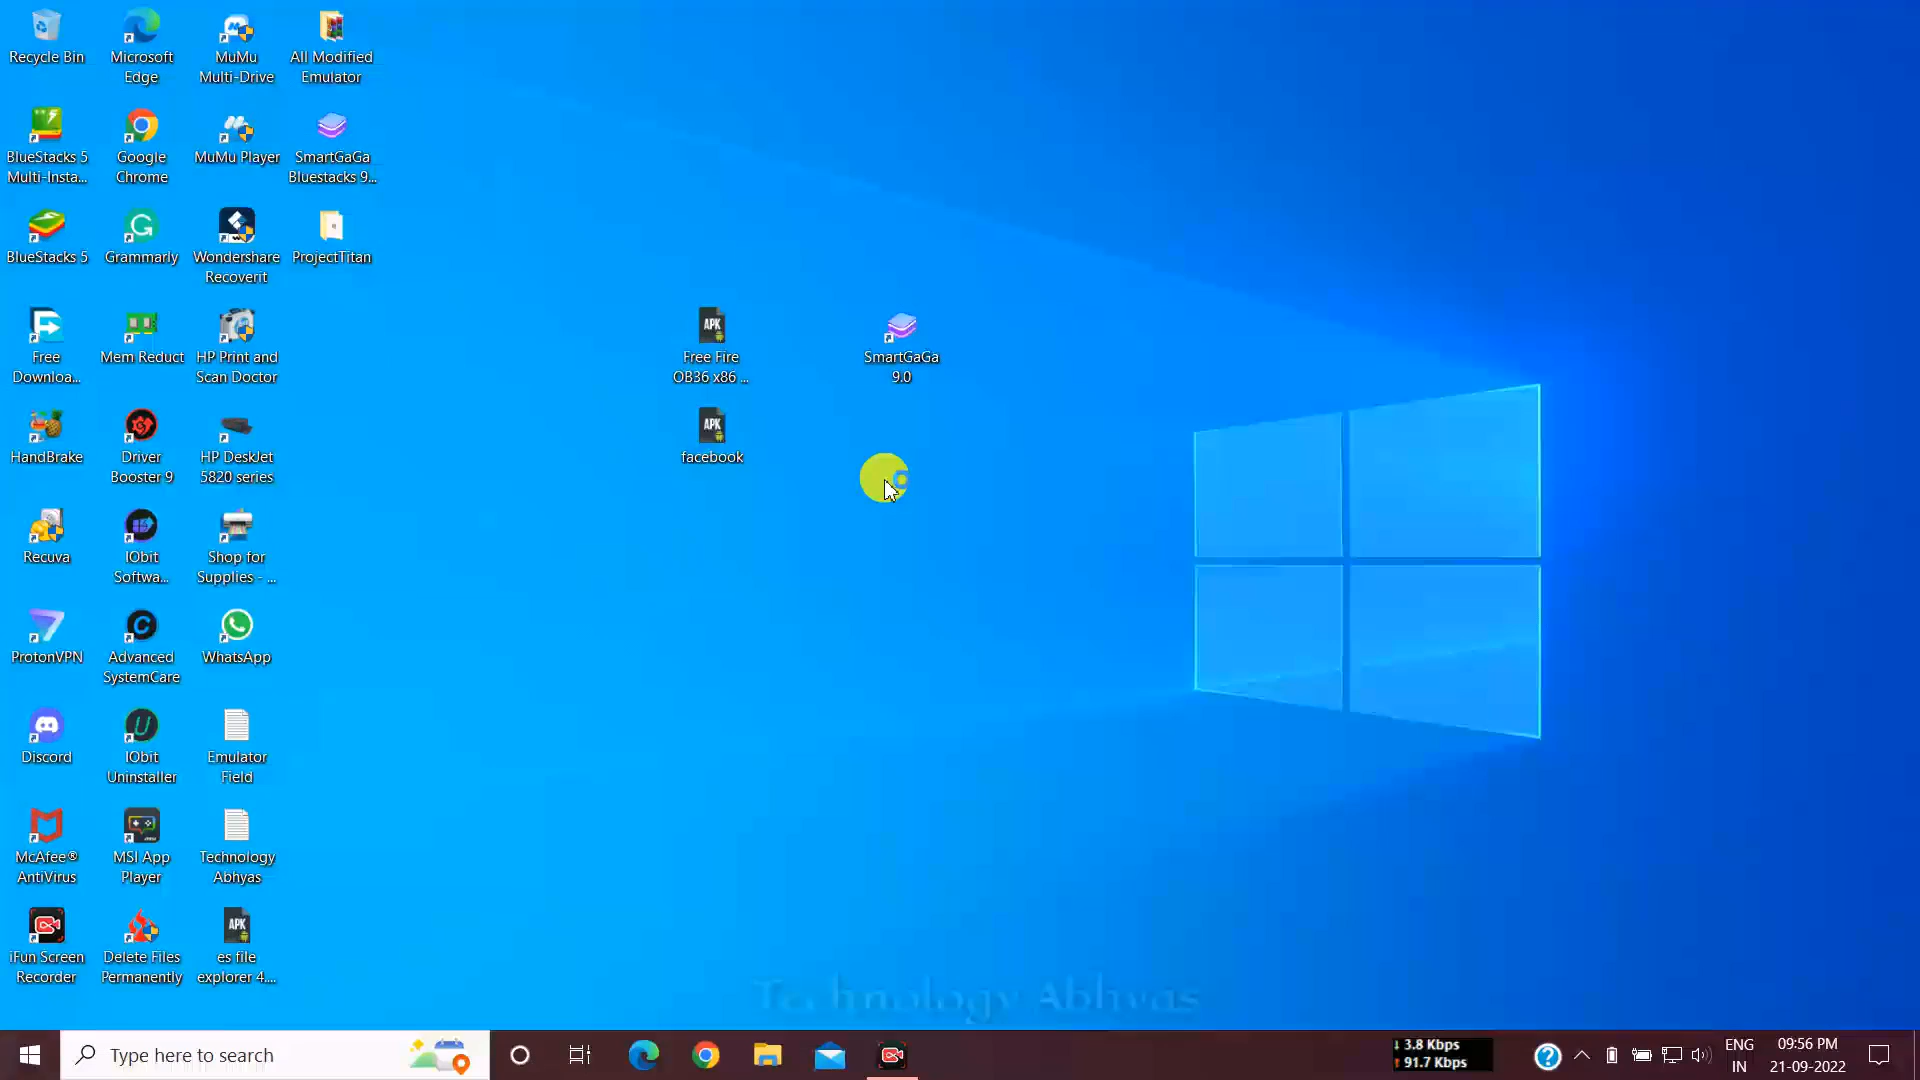 Recycle Bin
Microsoft
Edge
MuMu
Multi-Drive
All Modified
Emulator
BlueStacks 5
Multi-Insta...
Google
Chrome
MuMu Player
SmartGaGa
Bluestacks 9...
BlueStacks 5
Grammarly
Wondershare
Recoverit
ProjectTitan
Free
Downloa...
Mem Reduct
HP Print and
Scan Doctor
APK
Free Fire
OB36 x86 ...
SmartGaGa
9.0
HandBrake
Driver
Booster 9
HP DeskJet
5820 series
APK
facebook
Recuva
IObit
Softwa...
Shop for
Supplies - ...
ProtonVPN
Advanced
SystemCare
WhatsApp
Discord
IObit
Uninstaller
Emulator
Field
McAfee®
AntiVirus
MSI App
Player
Technology
Abhyas
iFun Screen
Recorder
Delete Files
Permanently
APK
es file
explorer 4....
Technology Abhyas
Type here to search
↓ 3.8 Kbps
↑ 91.7 Kbps
ENG
IN
09:56 PM
21-09-2022